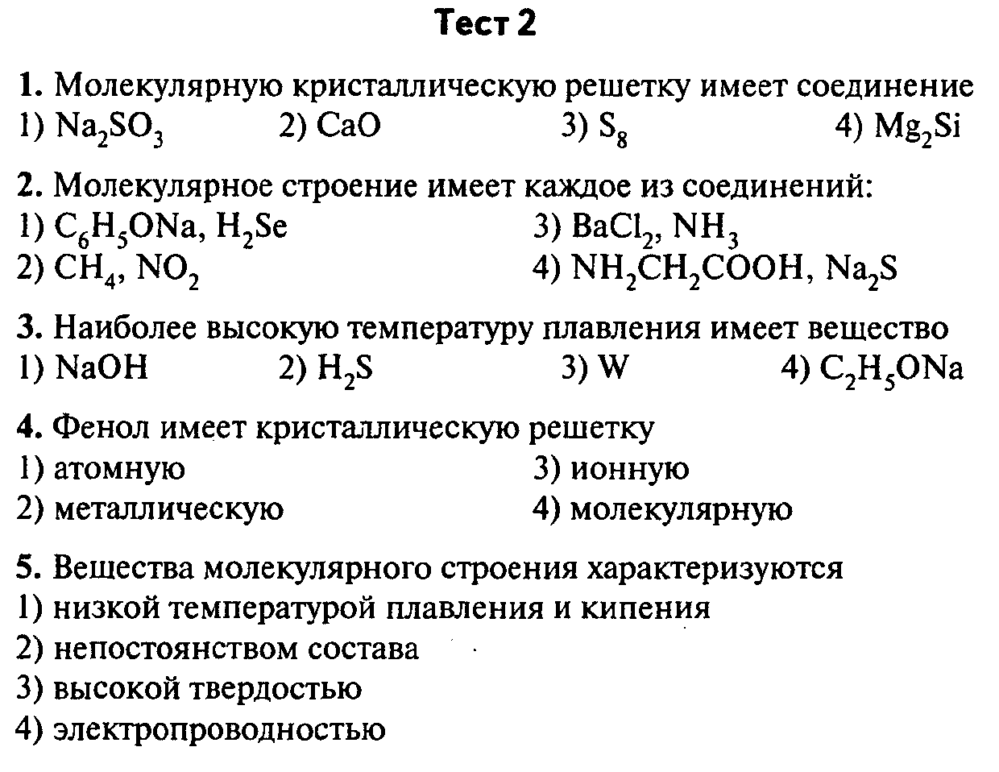 Тест 2
1. Молекулярную кристаллическую решетку имеет соединение
1) Na₂SO₃ 2) CaO 3) S₈ 4) Mg₂Si
2. Молекулярное строение имеет каждое из соединений:
1) C₆H₅ONa, H₂Se 3) BaCl₂, NH₃
2) CH₄, NO₂ 4) NH₂CH₂COOH, Na₂S
3. Наиболее высокую температуру плавления имеет вещество
1) NaOH 2) H₂S 3) W 4) C₂H₅ONa
4. Фенол имеет кристаллическую решетку
1) атомную 3) ионную
2) металлическую 4) молекулярную
5. Вещества молекулярного строения характеризуются
1) низкой температурой плавления и кипения
2) непостоянством состава
3) высокой твердостью
4) электропроводностью